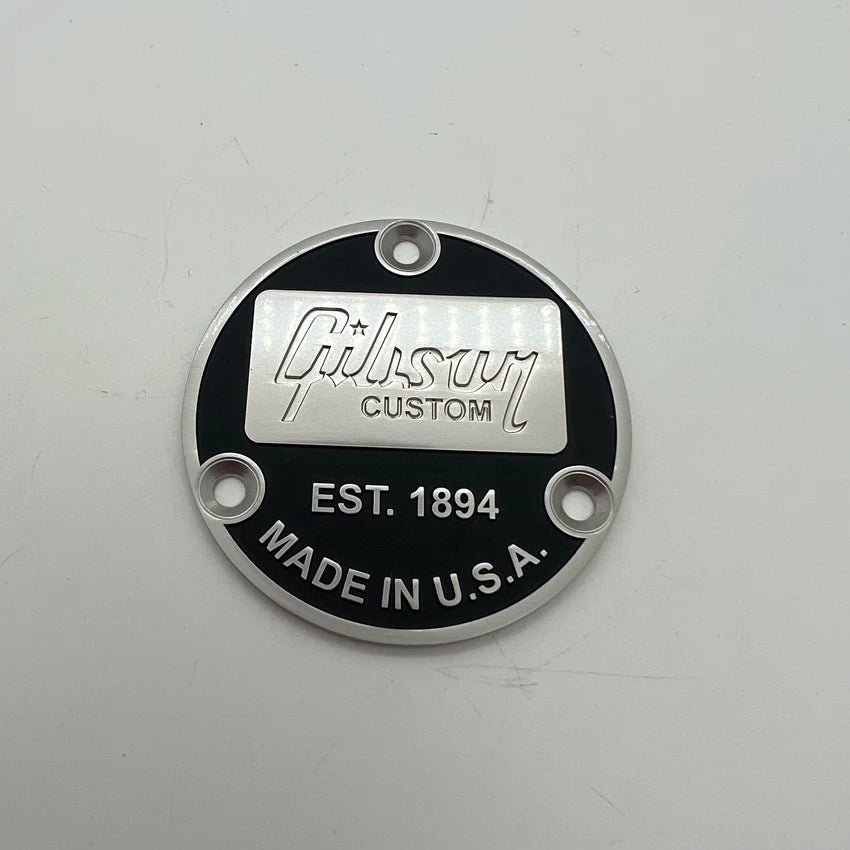 Gibson
CUSTOM
EST. 1894
MADE IN U.S.A.